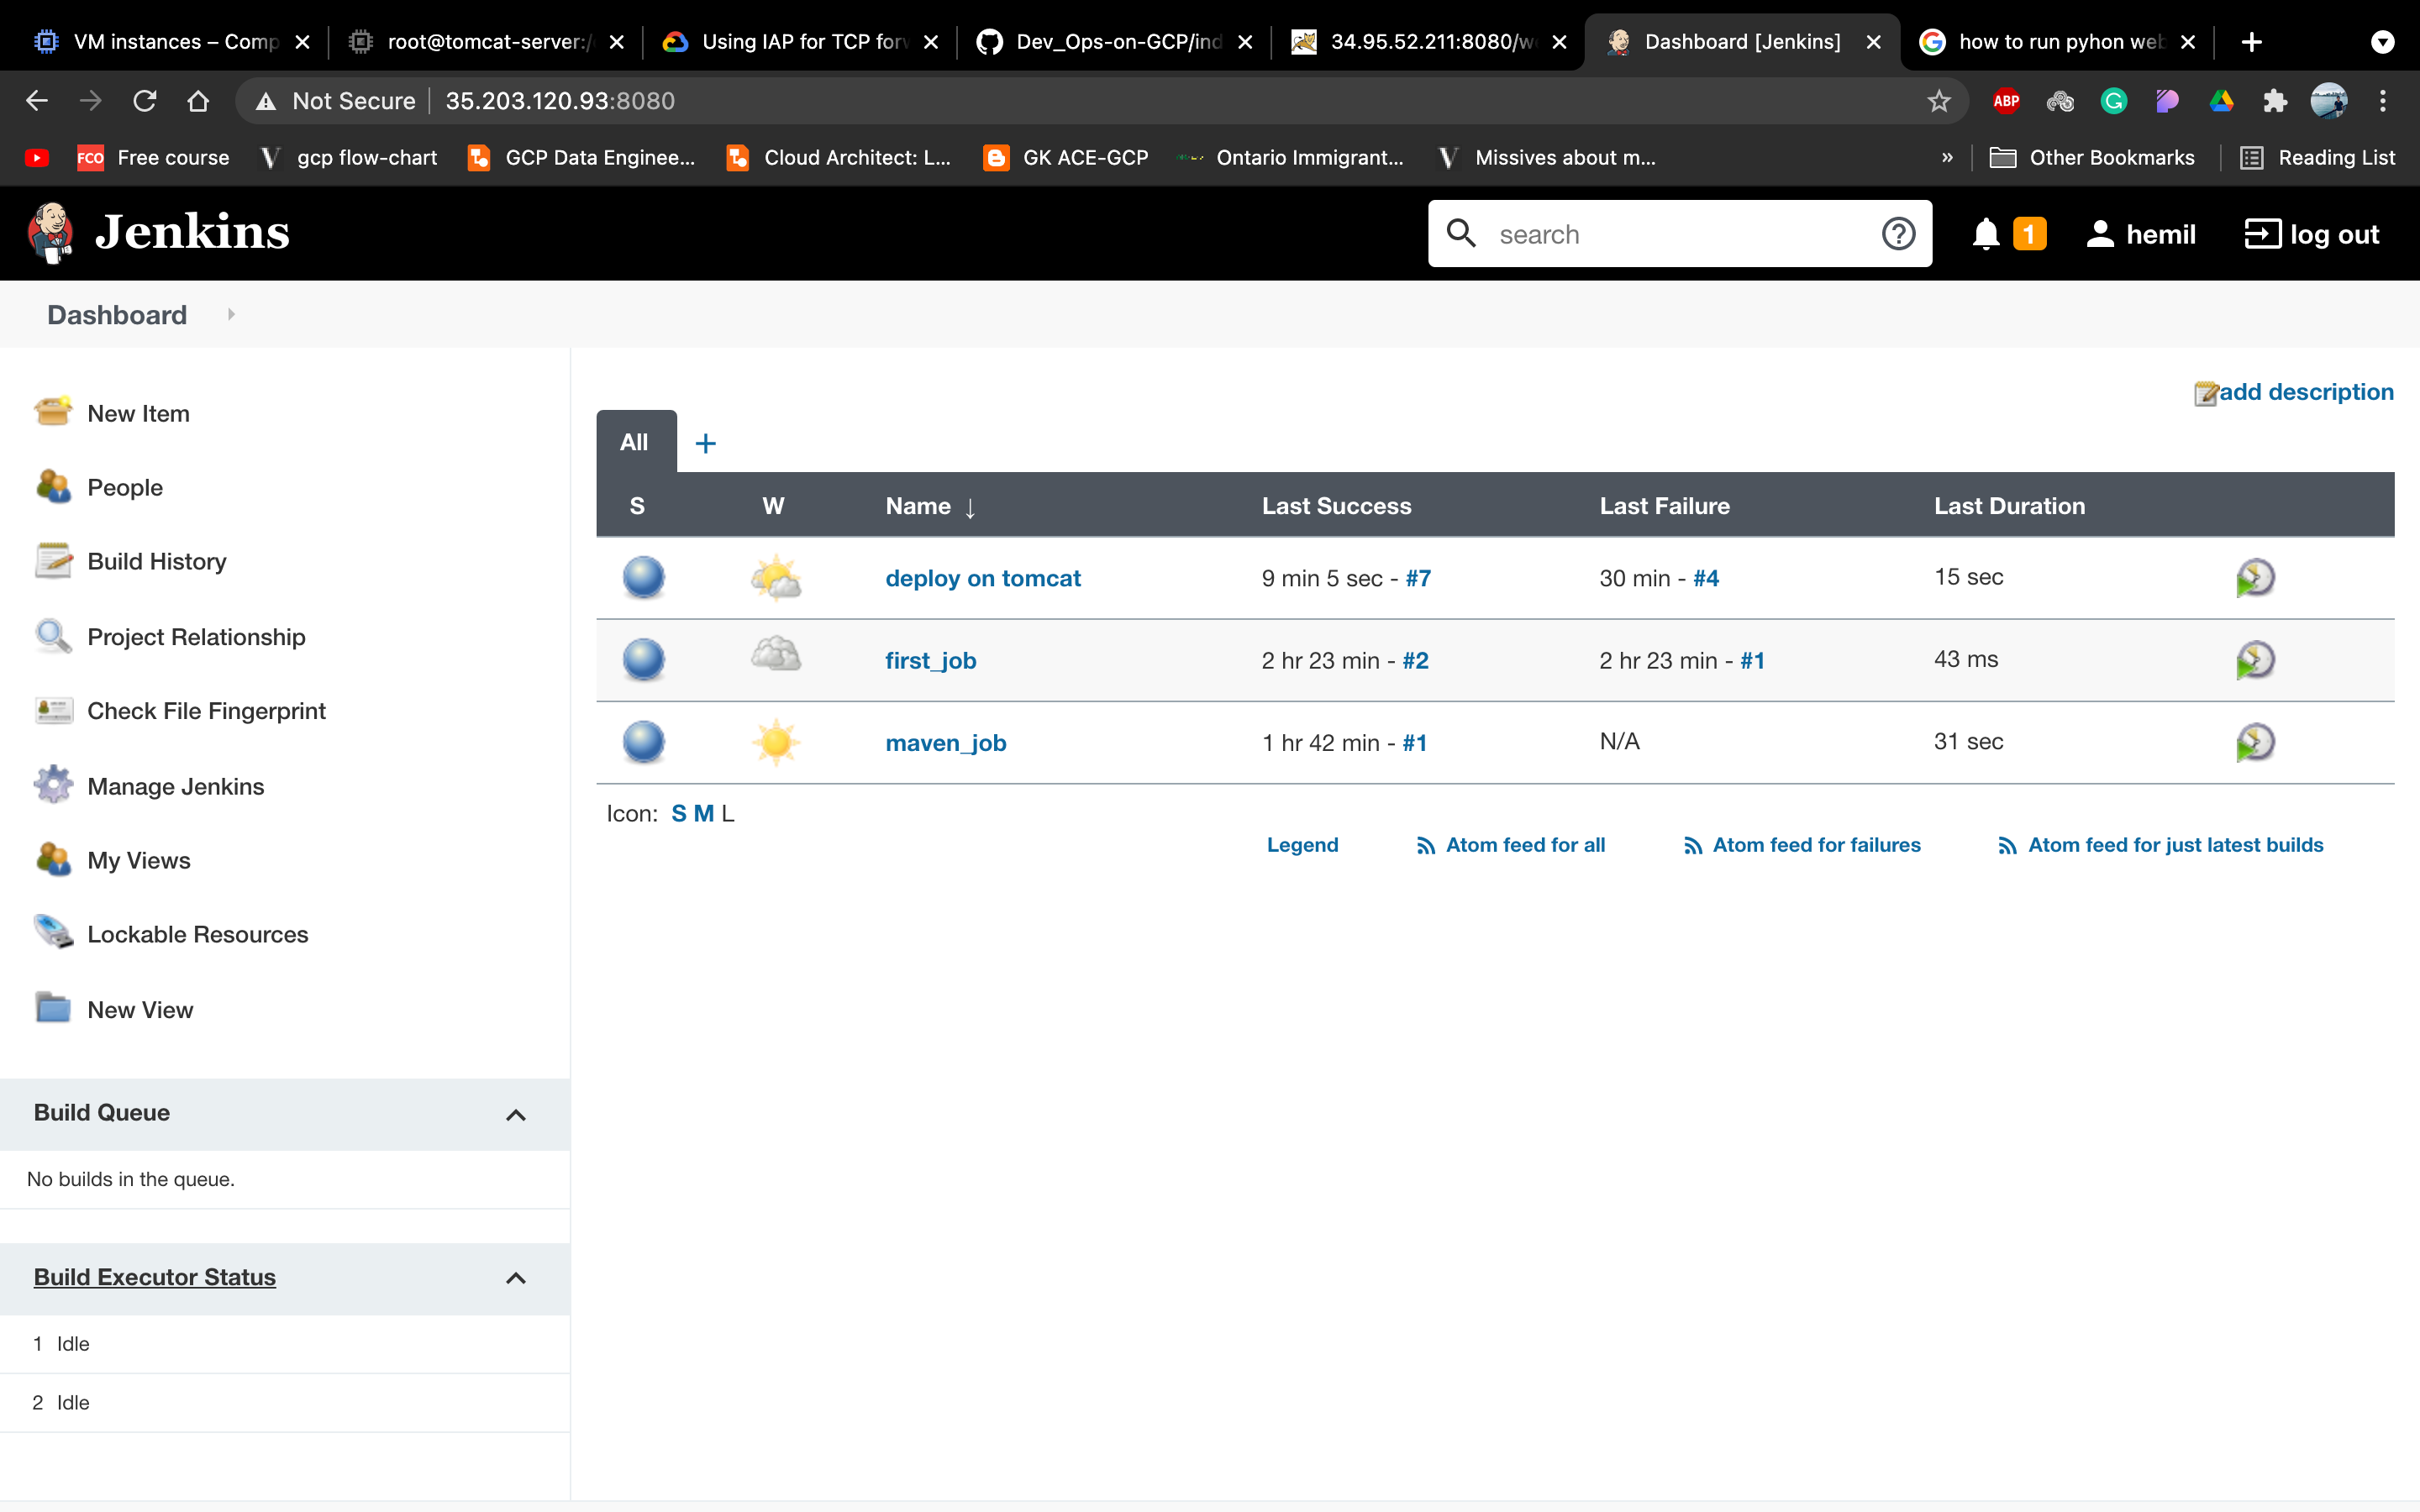 VM instances – Comp
root@tomcat-server:/
Using IAP for TCP forw
Dev_Ops-on-GCP/ind
34.95.52.211:8080/we
Dashboard [Jenkins]
how to run pyhon web
Not Secure
35.203.120.93:8080
ABP
FCO Free course
gcp flow-chart
GCP Data Enginee...
Cloud Architect: L...
GK ACE-GCP
Ontario Immigrant...
Missives about m...
»
Other Bookmarks
Reading List
Jenkins
search
1
hemil
log out
Dashboard
New Item
People
Build History
Project Relationship
Check File Fingerprint
Manage Jenkins
My Views
Lockable Resources
New View
Build Queue
No builds in the queue.
Build Executor Status
1 Idle
2 Idle
add description
All +
S W Name ↓ Last Success Last Failure Last Duration
deploy on tomcat 9 min 5 sec - #7 30 min - #4 15 sec
first_job 2 hr 23 min - #2 2 hr 23 min - #1 43 ms
maven_job 1 hr 42 min - #1 N/A 31 sec
Icon: S M L
Legend Atom feed for all Atom feed for failures Atom feed for just latest builds